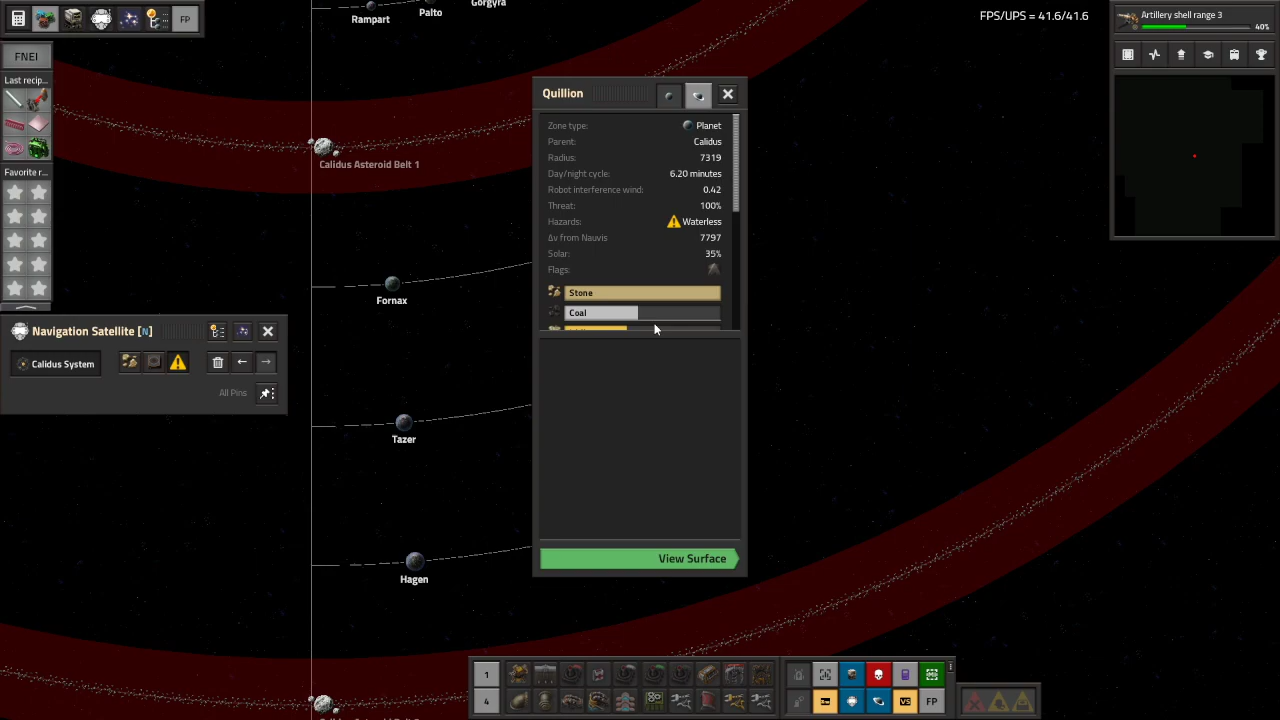 FP
Rampart
Palto
Gorgyra
FPS/UPS = 41.6/41.6
Artillery shell range 3
40%
FNEI
Last recip...
Favorite r...
Calidus Asteroid Belt 1
Fornax
Tazer
Hagen
Navigation Satellite [N]
Calidus System
All Pins
Quillion
Zone type: Planet
Parent: Calidus
Radius: 7319
Day/night cycle: 6.20 minutes
Robot interference wind: 0.42
Threat: 100%
Hazards: Waterless
Δv from Nauvis 7797
Solar: 35%
Flags:
Stone
Coal
View Surface
1
4
VS
FP